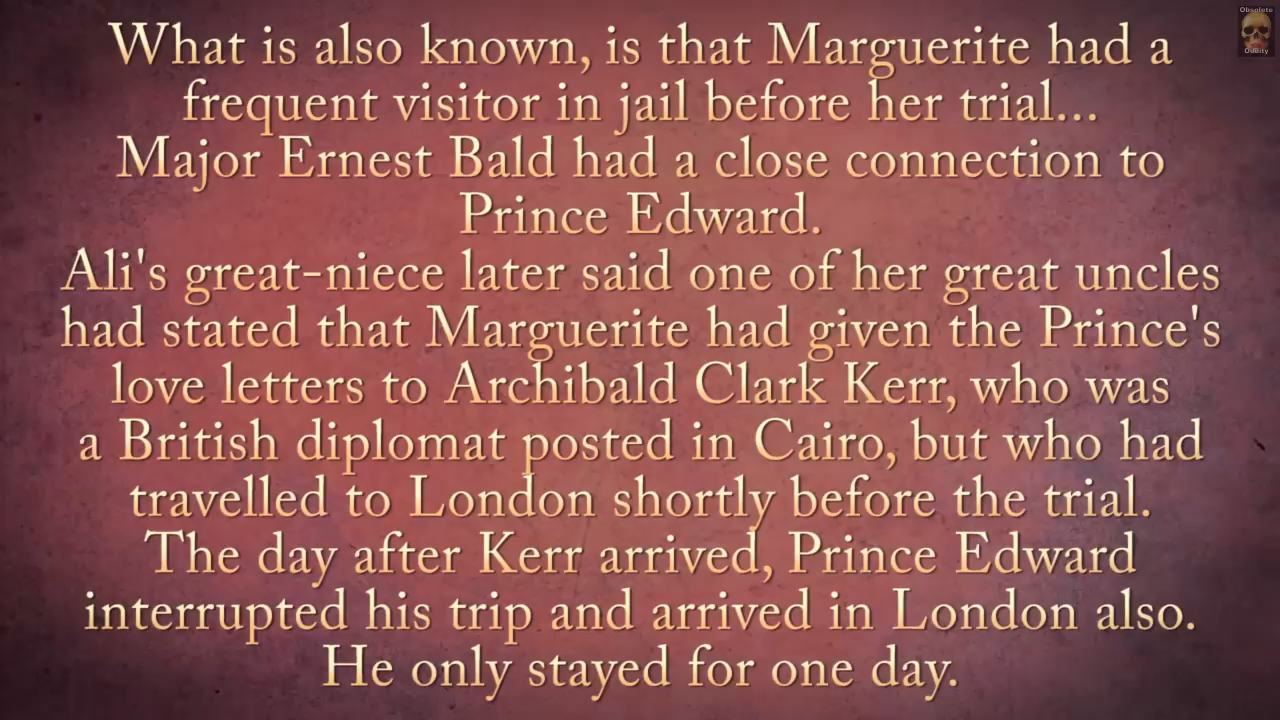 Obsolete
Oddity
What is also known, is that Marguerite had a
frequent visitor in jail before her trial...
Major Ernest Bald had a close connection to
Prince Edward.
Ali's great-niece later said one of her great uncles
had stated that Marguerite had given the Prince's
love letters to Archibald Clark Kerr, who was
a British diplomat posted in Cairo, but who had
travelled to London shortly before the trial.
The day after Kerr arrived, Prince Edward
interrupted his trip and arrived in London also.
He only stayed for one day.